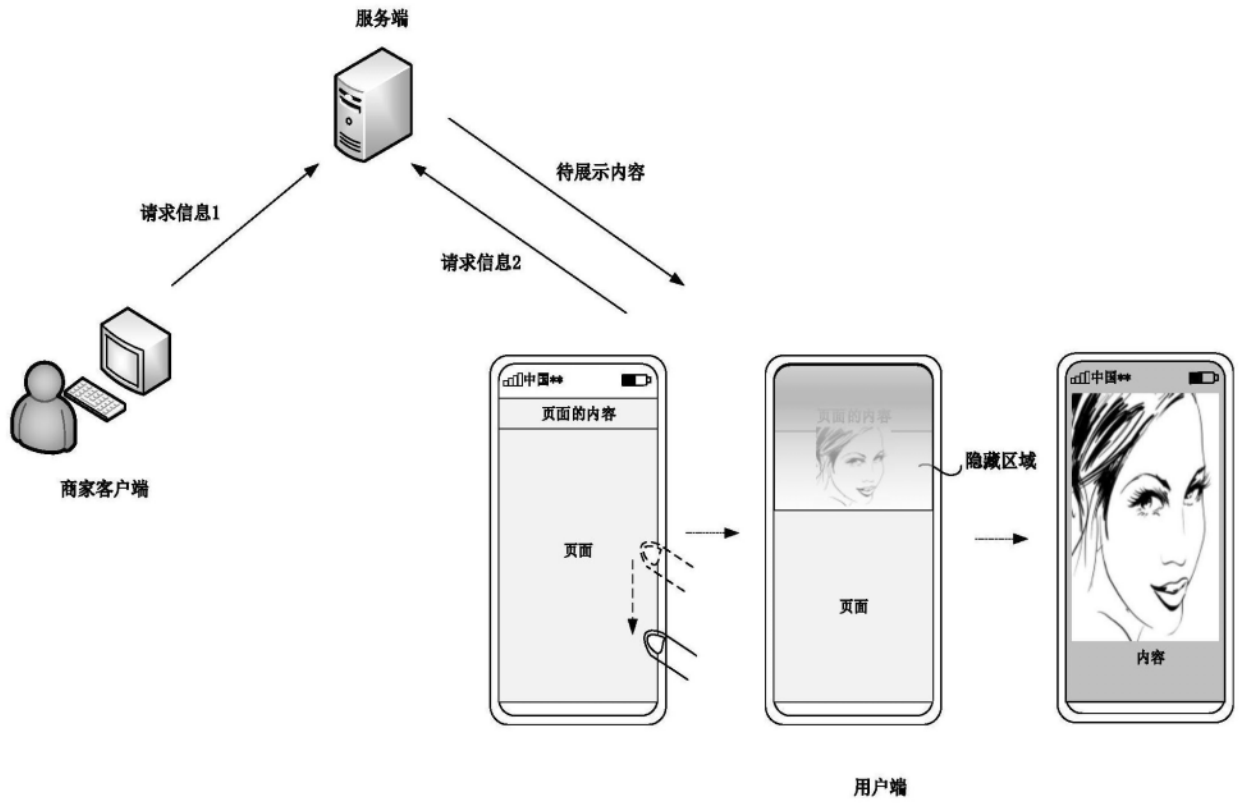 服务端
待展示内容
请求信息1
请求信息2
商家客户端
中国**
页面的内容
页面
页面的内容
隐藏区域
页面
中国**
内容
用户端